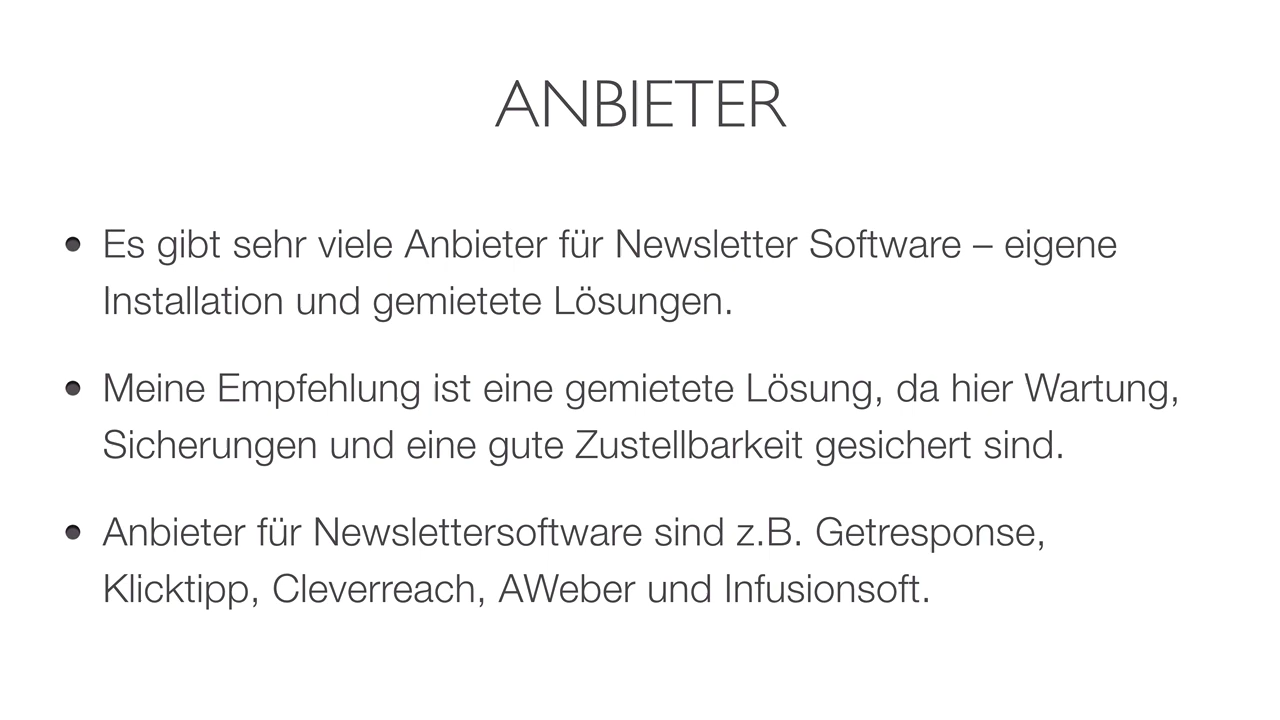 ANBIETER
• Es gibt sehr viele Anbieter für Newsletter Software – eigene
Installation und gemietete Lösungen.
• Meine Empfehlung ist eine gemietete Lösung, da hier Wartung,
Sicherungen und eine gute Zustellbarkeit gesichert sind.
• Anbieter für Newslettersoftware sind z.B. Getresponse,
Klicktipp, Cleverreach, AWeber und Infusionsoft.